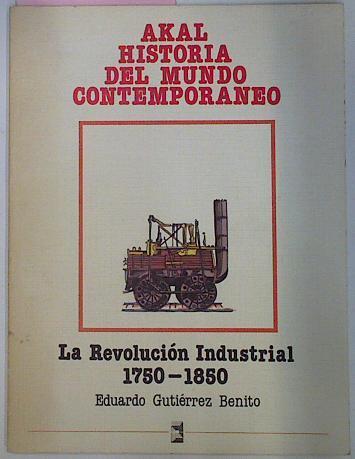 AKAL
HISTORIA
DEL MUNDO
CONTEMPORANEO
La Revolución Industrial
1750-1850
Eduardo Gutiérrez Benito